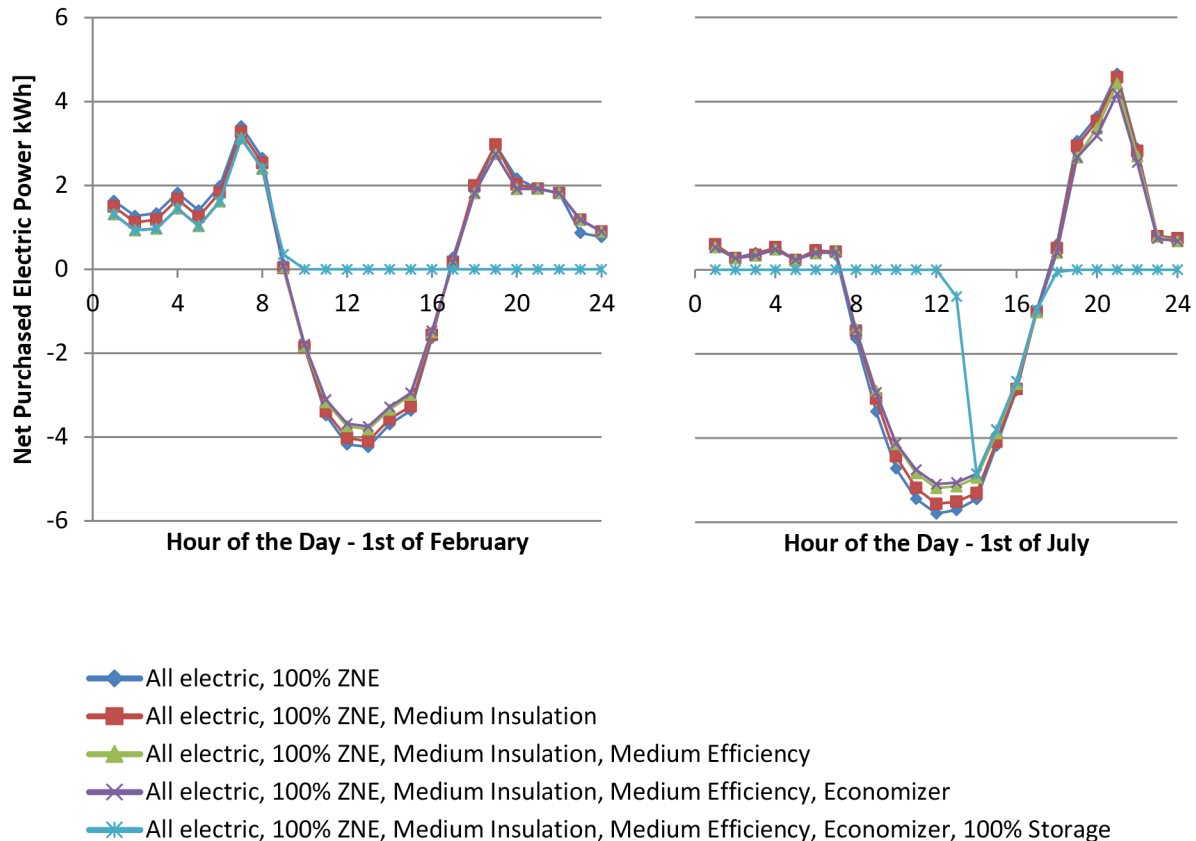 Net Purchased Electric Power kWh]
6
4
2
0
-2
-4
-6
0 4 8 12 16 20 24
0 4 8 12 16 20 24
Hour of the Day - 1st of February
Hour of the Day - 1st of July
All electric, 100% ZNE
All electric, 100% ZNE, Medium Insulation
All electric, 100% ZNE, Medium Insulation, Medium Efficiency
All electric, 100% ZNE, Medium Insulation, Medium Efficiency, Economizer
All electric, 100% ZNE, Medium Insulation, Medium Efficiency, Economizer, 100% Storage